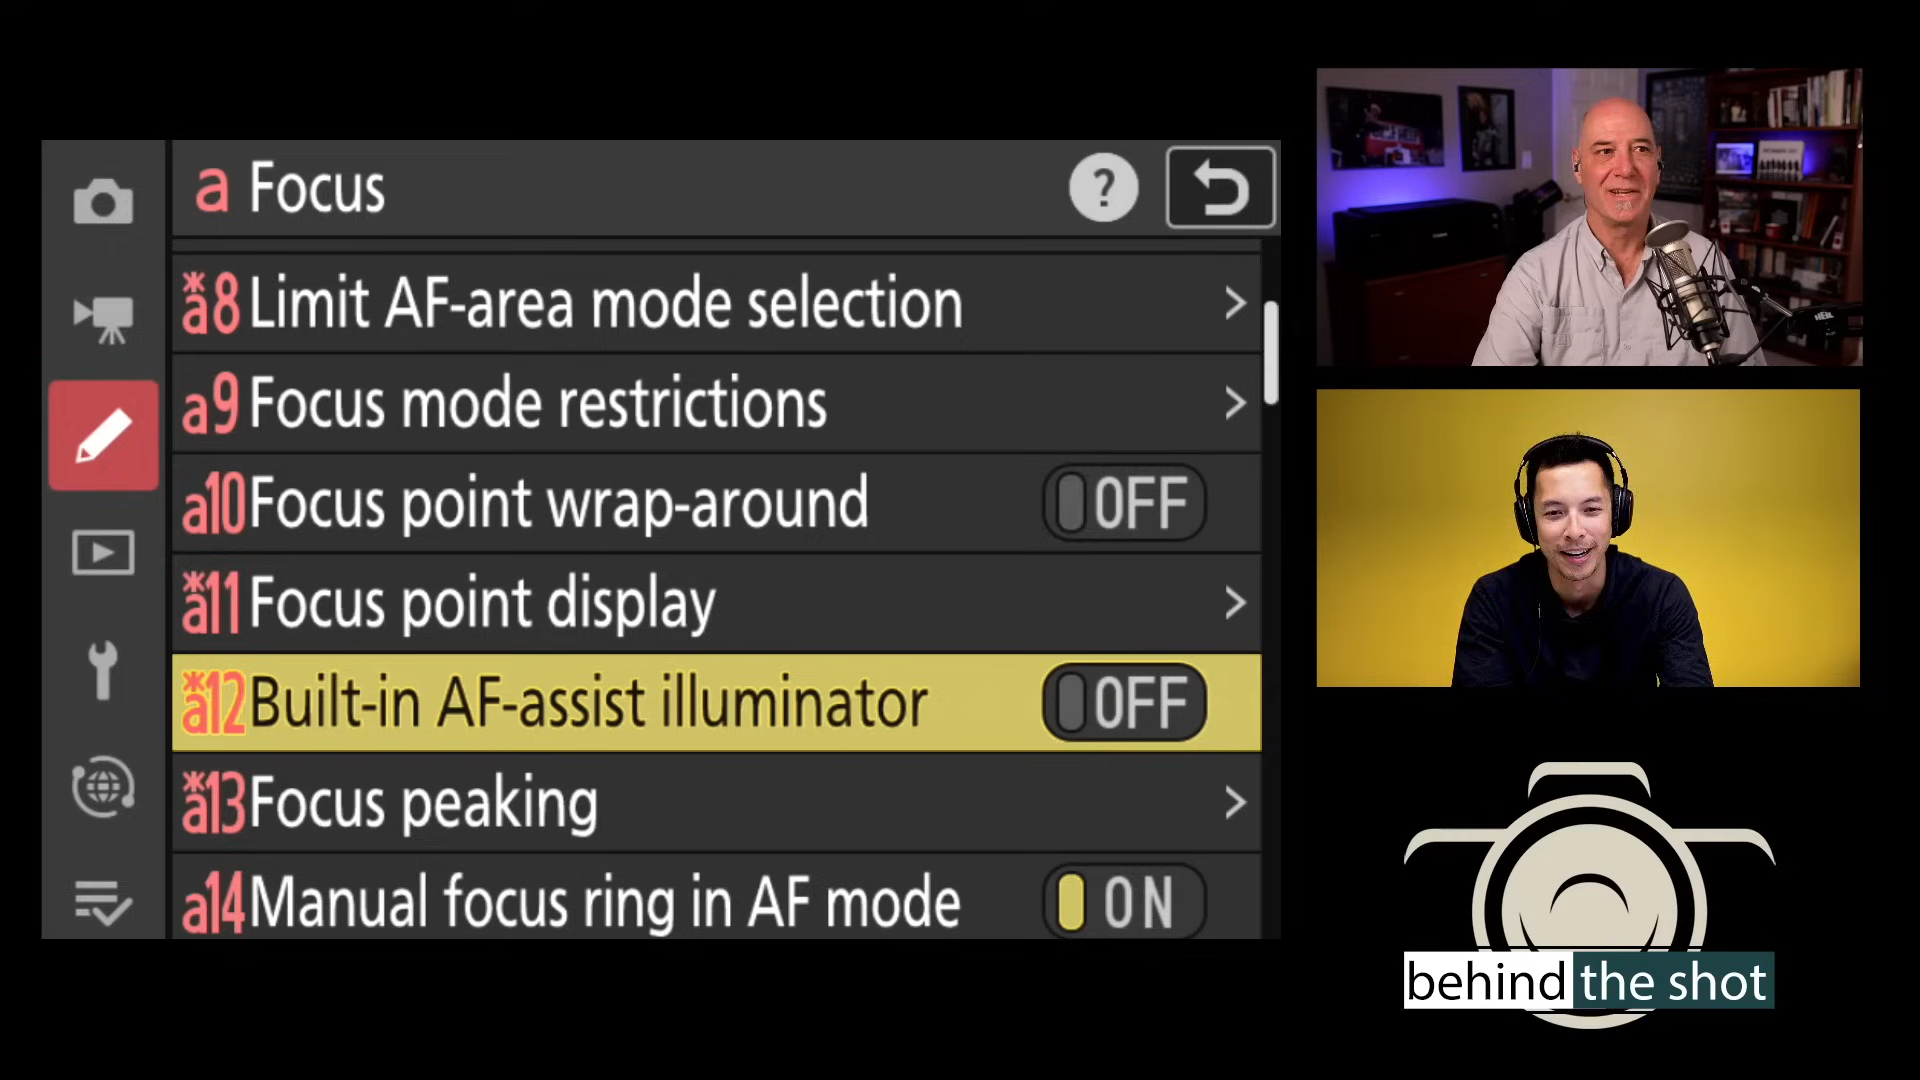 a Focus ?
*a8 Limit AF-area mode selection >
a9 Focus mode restrictions >
a10 Focus point wrap-around OFF
*a11 Focus point display >
*a12 Built-in AF-assist illuminator OFF
*a13 Focus peaking >
a14 Manual focus ring in AF mode ON
behind the shot